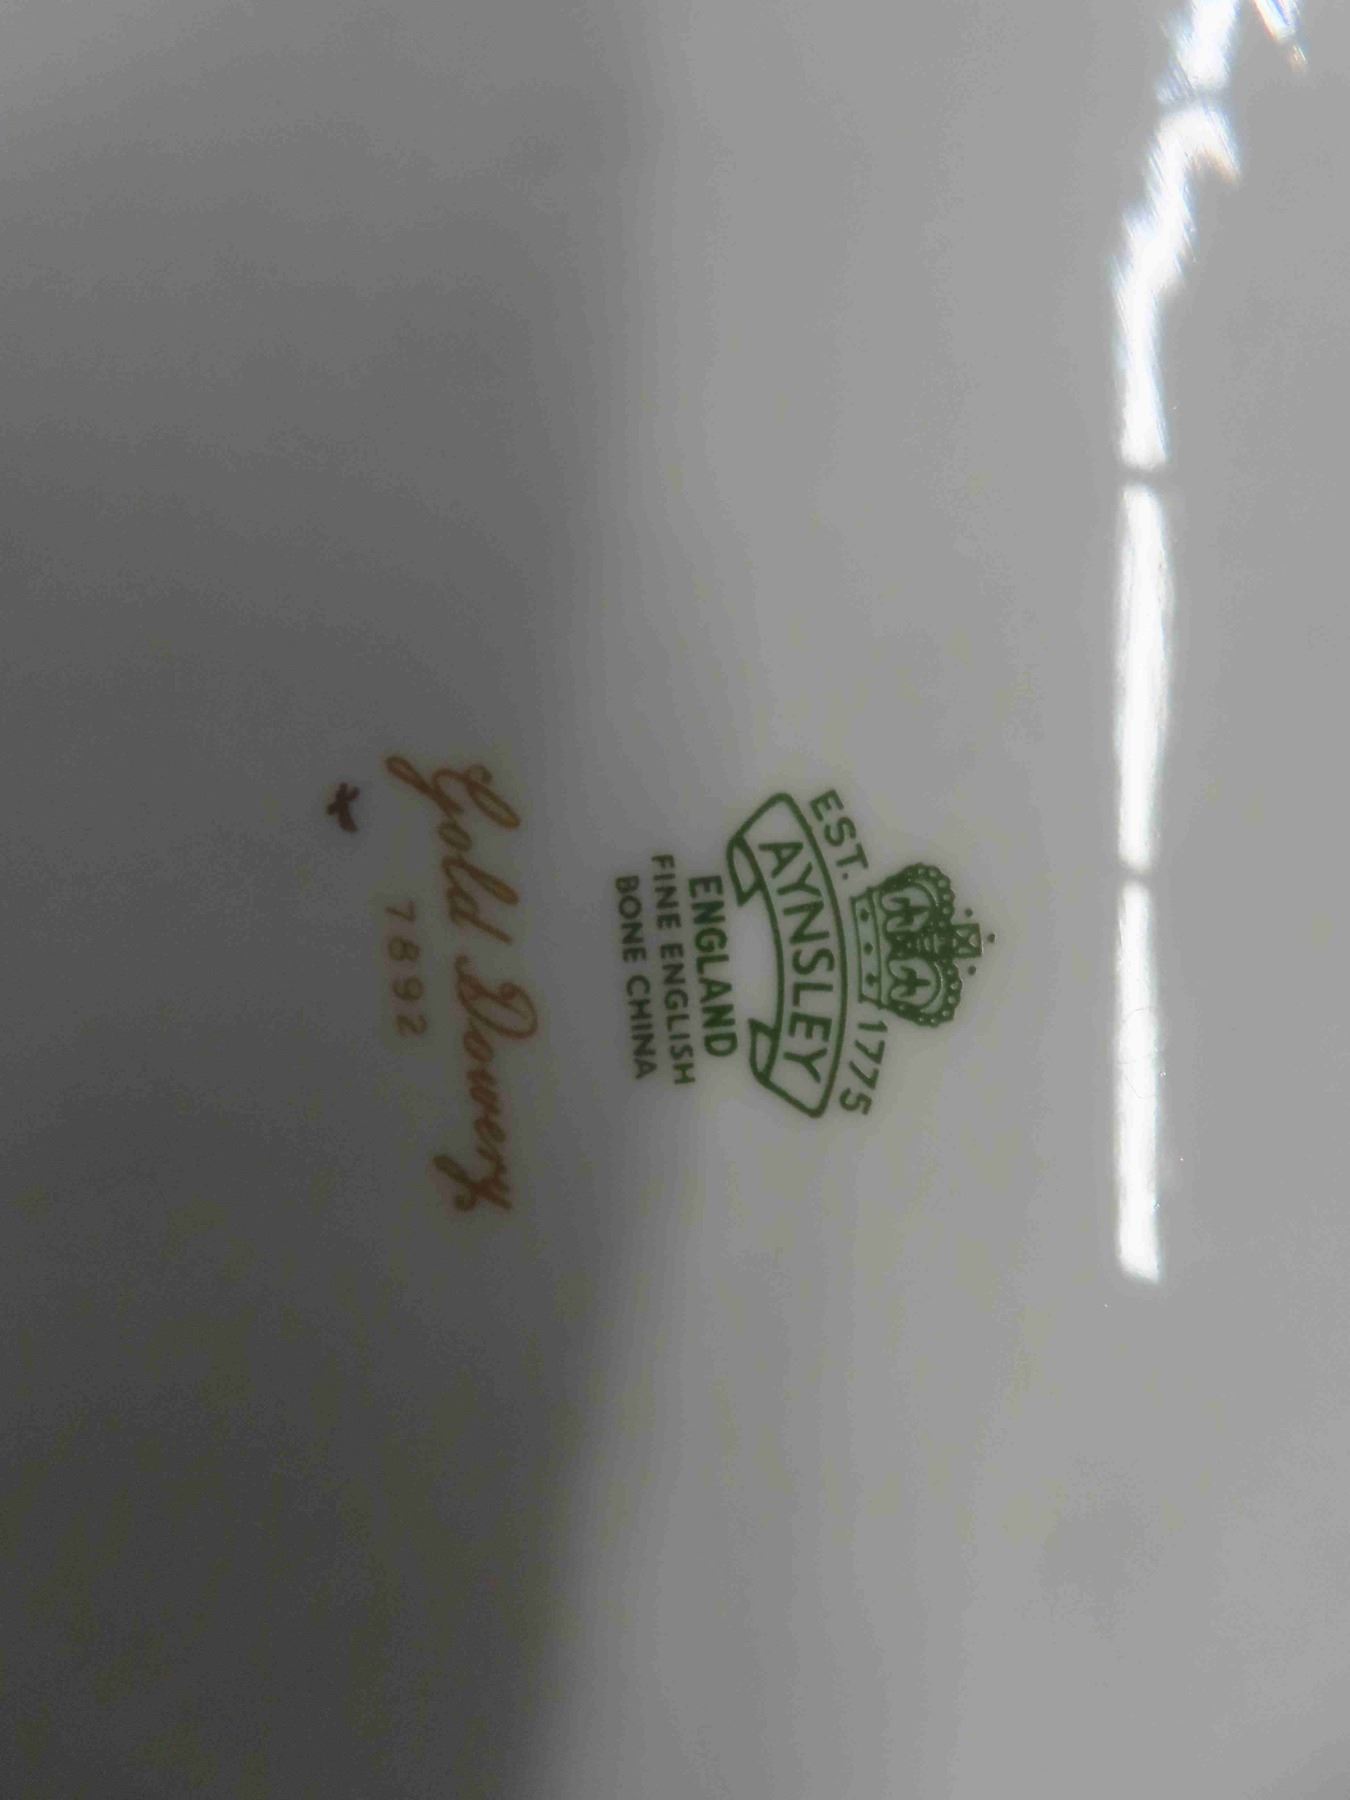 EST. 1775
AYNSLEY
ENGLAND
FINE ENGLISH
BONE CHINA
Gold Dowery
7892